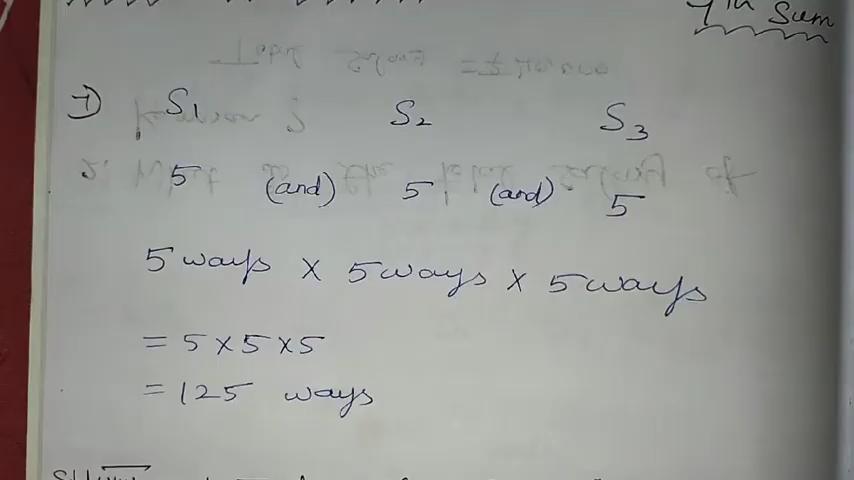 7th Sum
7) S1 S2 S3
5 (and) 5 (and) 5
5 ways x 5 ways x 5 ways
= 5 x 5 x 5
= 125 ways